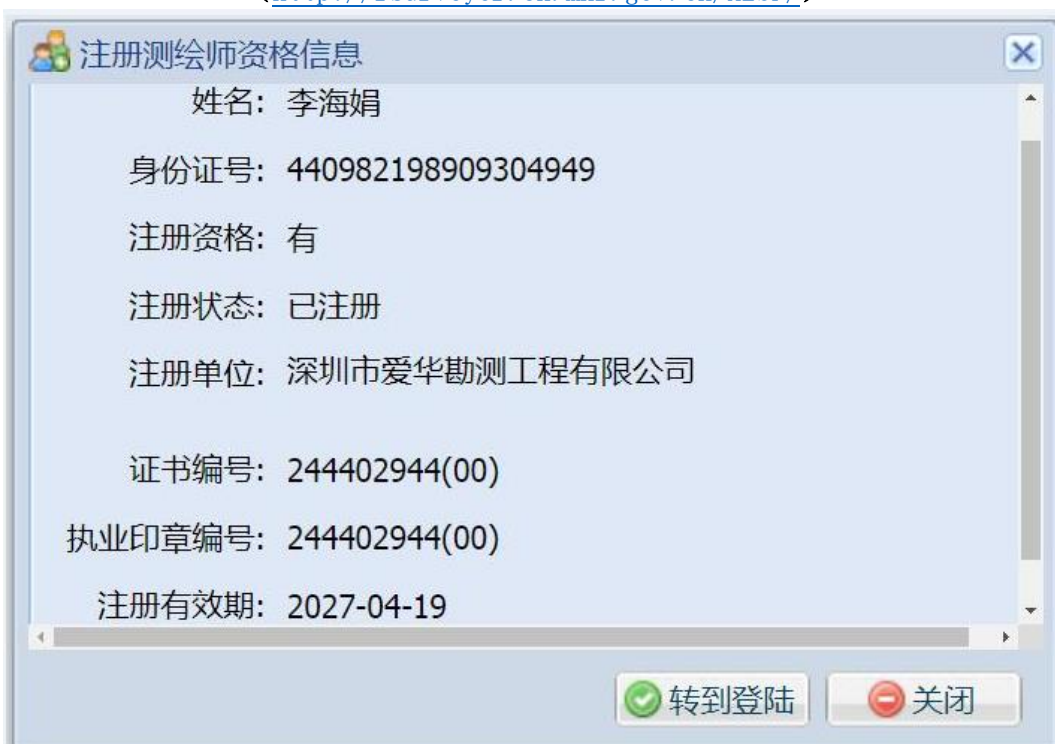 注册测绘师资格信息
姓名: 李海娟
身份证号: 440982198909304949
注册资格: 有
注册状态: 已注册
注册单位: 深圳市爱华勘测工程有限公司
证书编号: 244402944(00)
执业印章编号: 244402944(00)
注册有效期: 2027-04-19
转到登陆 关闭